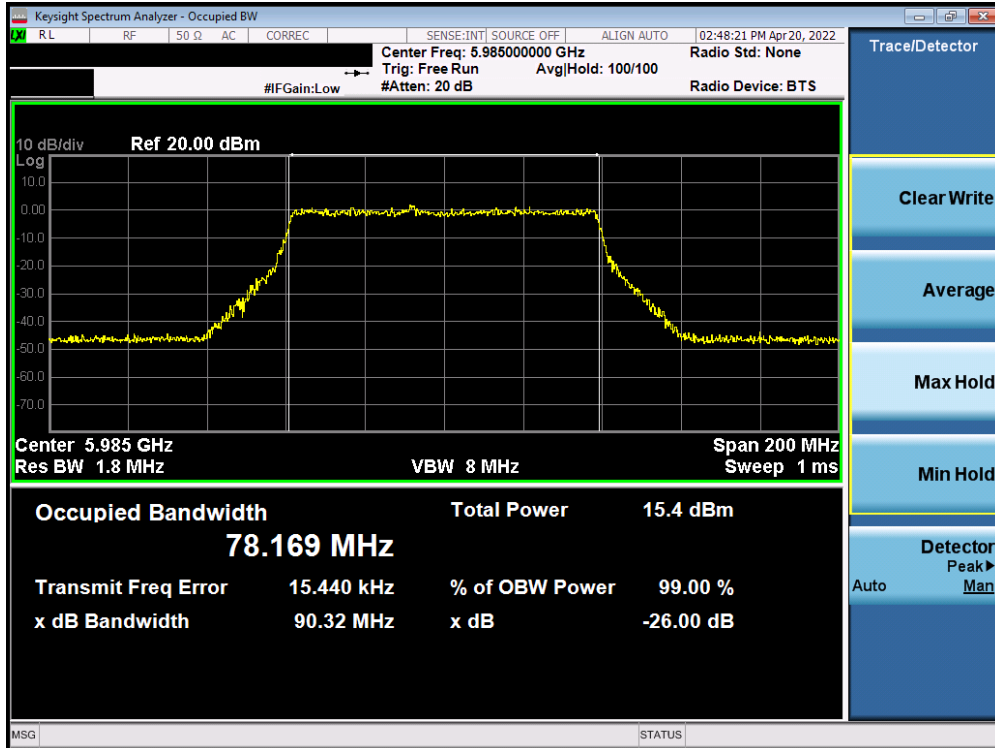 Keysight Spectrum Analyzer - Occupied BW
LXI RL RF 50 Ω AC CORREC SENSE:INT SOURCE OFF ALIGN AUTO 02:48:21 PM Apr 20, 2022
Center Freq: 5.985000000 GHz Radio Std: None
Trig: Free Run Avg|Hold: 100/100
#IFGain:Low #Atten: 20 dB Radio Device: BTS
10 dB/div Ref 20.00 dBm
Log
10.0
0.00
-10.0
-20.0
-30.0
-40.0
-50.0
-60.0
-70.0
Center 5.985 GHz Span 200 MHz
Res BW 1.8 MHz VBW 8 MHz Sweep 1 ms
Occupied Bandwidth Total Power 15.4 dBm
78.169 MHz
Transmit Freq Error 15.440 kHz % of OBW Power 99.00 %
x dB Bandwidth 90.32 MHz x dB -26.00 dB
MSG STATUS
Trace/Detector
Clear Write
Average
Max Hold
Min Hold
Detector
Peak▶
Auto Man